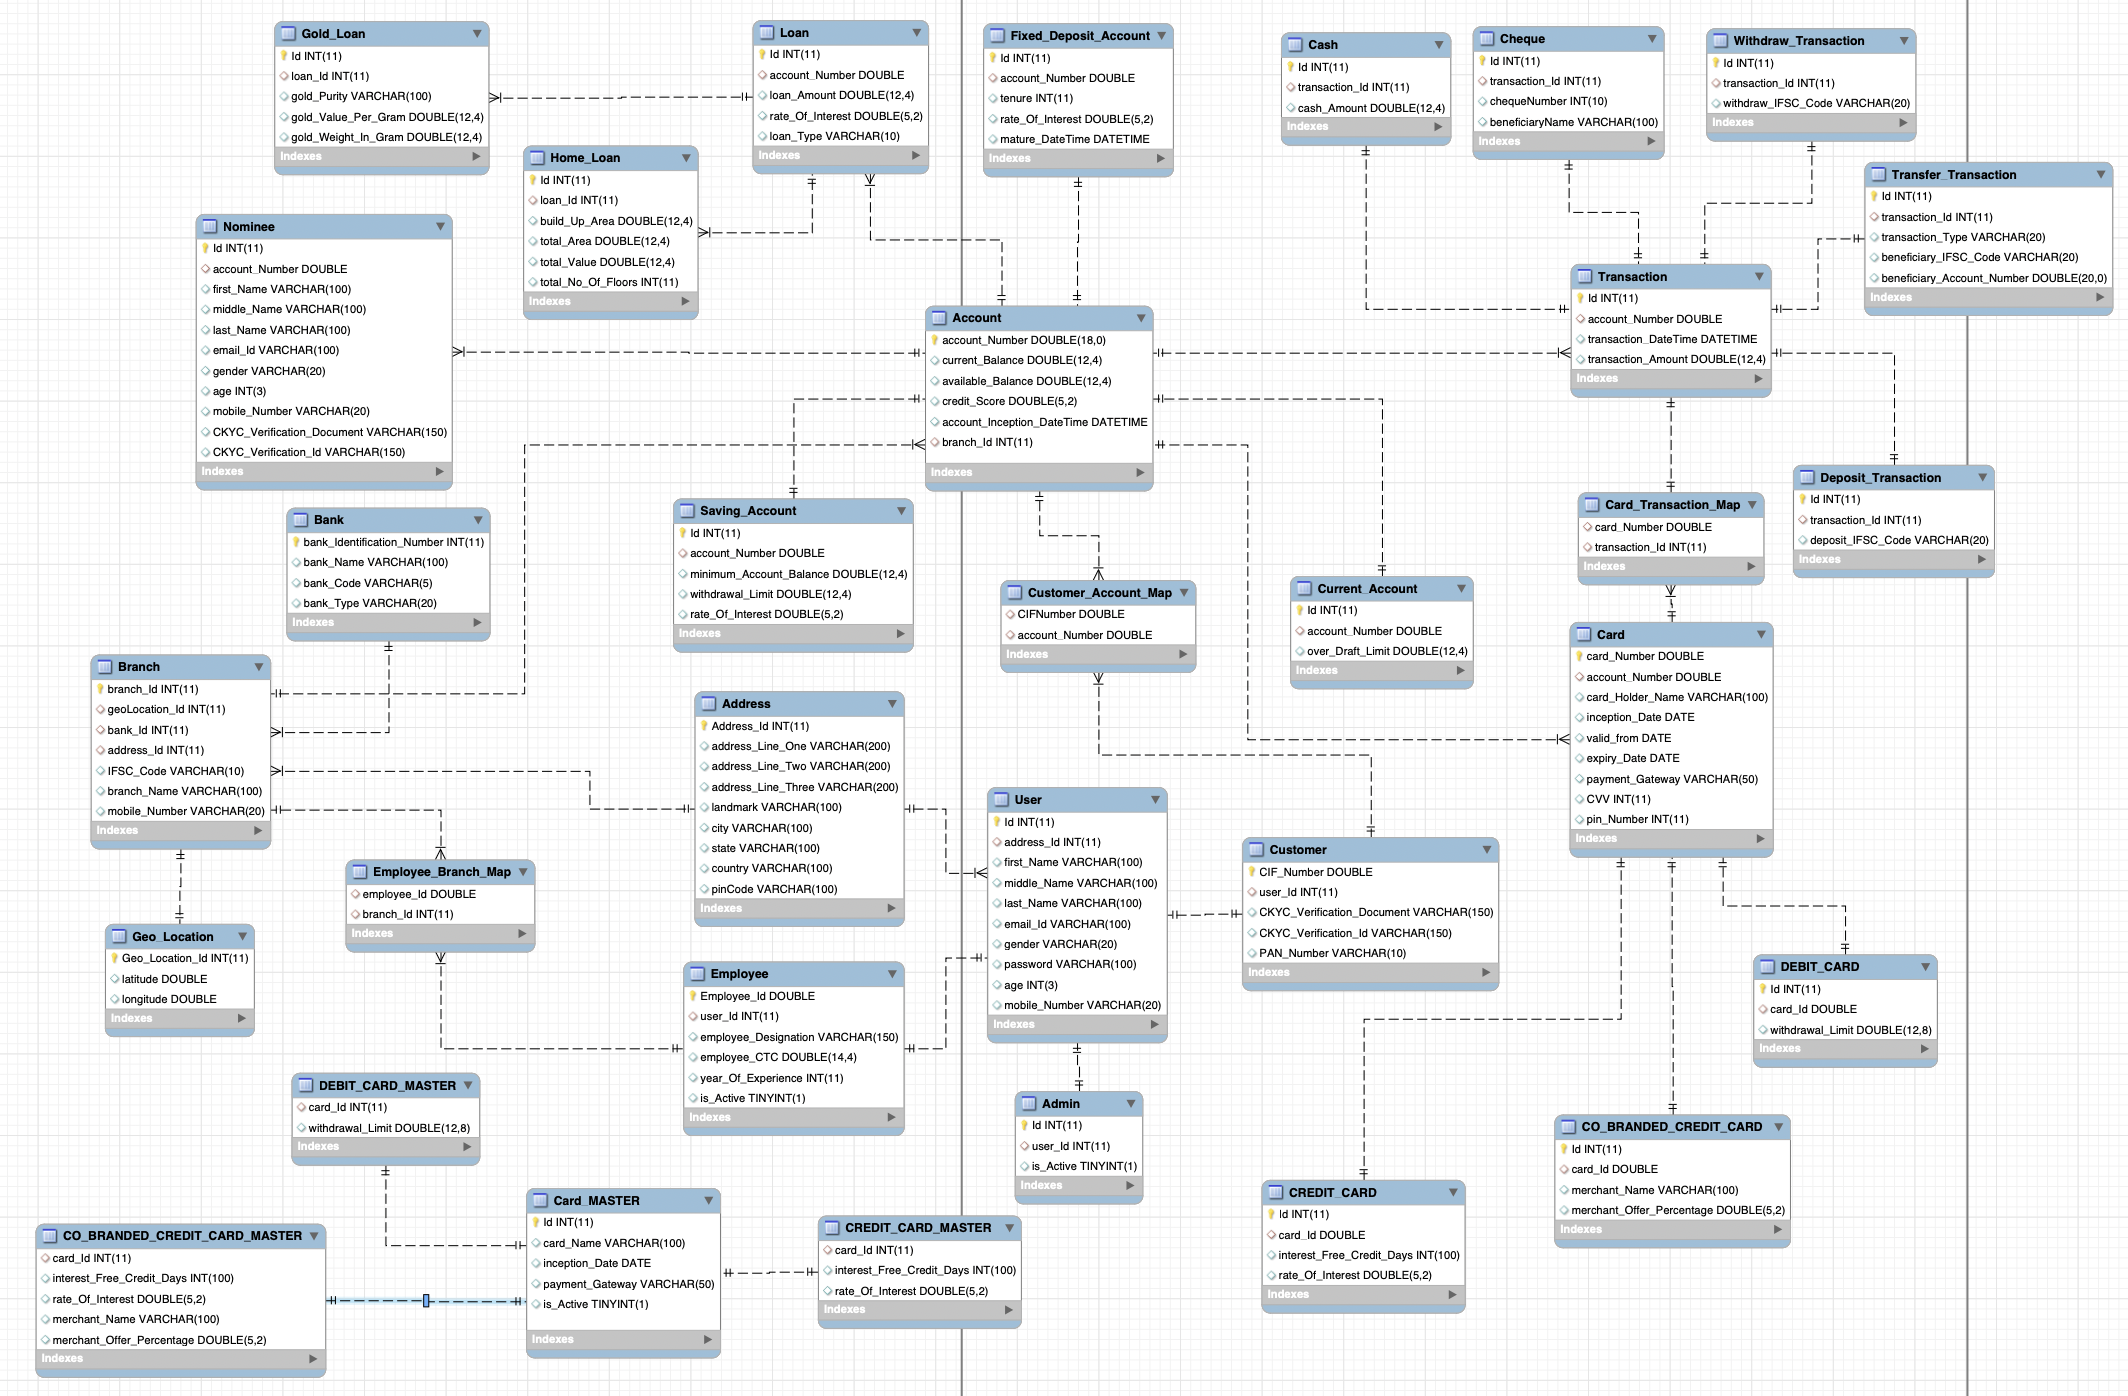 Gold_Loan
Id INT(11)
loan_Id INT(11)
gold_Purity VARCHAR(100)
gold_Value_Per_Gram DOUBLE(12,4)
gold_Weight_In_Gram DOUBLE(12,4)
Indexes
Loan
Id INT(11)
account_Number DOUBLE
loan_Amount DOUBLE(12,4)
rate_Of_Interest DOUBLE(5,2)
loan_Type VARCHAR(10)
Indexes
Fixed_Deposit_Account
Id INT(11)
account_Number DOUBLE
tenure INT(11)
rate_Of_Interest DOUBLE(5,2)
mature_DateTime DATETIME
Indexes
Cash
Id INT(11)
transaction_Id INT(11)
cash_Amount DOUBLE(12,4)
Indexes
Cheque
Id INT(11)
transaction_Id INT(11)
chequeNumber INT(10)
beneficiaryName VARCHAR(100)
Indexes
Withdraw_Transaction
Id INT(11)
transaction_Id INT(11)
withdraw_IFSC_Code VARCHAR(20)
Indexes
Home_Loan
Id INT(11)
loan_Id INT(11)
build_Up_Area DOUBLE(12,4)
total_Area DOUBLE(12,4)
total_Value DOUBLE(12,4)
total_No_Of_Floors INT(11)
Indexes
Transfer_Transaction
Id INT(11)
transaction_Id INT(11)
transaction_Type VARCHAR(20)
beneficiary_IFSC_Code VARCHAR(20)
beneficiary_Account_Number DOUBLE(20,0)
Indexes
Nominee
Id INT(11)
account_Number DOUBLE
first_Name VARCHAR(100)
middle_Name VARCHAR(100)
last_Name VARCHAR(100)
email_Id VARCHAR(100)
gender VARCHAR(20)
age INT(3)
mobile_Number VARCHAR(20)
CKYC_Verification_Document VARCHAR(150)
CKYC_Verification_Id VARCHAR(150)
Indexes
Account
account_Number DOUBLE(18,0)
current_Balance DOUBLE(12,4)
available_Balance DOUBLE(12,4)
credit_Score DOUBLE(5,2)
account_Inception_DateTime DATETIME
branch_Id INT(11)
Indexes
Transaction
Id INT(11)
account_Number DOUBLE
transaction_DateTime DATETIME
transaction_Amount DOUBLE(12,4)
Indexes
Bank
bank_Identification_Number INT(11)
bank_Name VARCHAR(100)
bank_Code VARCHAR(5)
bank_Type VARCHAR(20)
Indexes
Saving_Account
Id INT(11)
account_Number DOUBLE
minimum_Account_Balance DOUBLE(12,4)
withdrawal_Limit DOUBLE(12,4)
rate_Of_Interest DOUBLE(5,2)
Indexes
Card_Transaction_Map
card_Number DOUBLE
transaction_Id INT(11)
Indexes
Deposit_Transaction
Id INT(11)
transaction_Id INT(11)
deposit_IFSC_Code VARCHAR(20)
Indexes
Customer_Account_Map
CIFNumber DOUBLE
account_Number DOUBLE
Indexes
Current_Account
Id INT(11)
account_Number DOUBLE
over_Draft_Limit DOUBLE(12,4)
Indexes
Card
card_Number DOUBLE
account_Number DOUBLE
card_Holder_Name VARCHAR(100)
inception_Date DATE
valid_from DATE
expiry_Date DATE
payment_Gateway VARCHAR(50)
CVV INT(11)
pin_Number INT(11)
Indexes
Branch
branch_Id INT(11)
geoLocation_Id INT(11)
bank_Id INT(11)
address_Id INT(11)
IFSC_Code VARCHAR(10)
branch_Name VARCHAR(100)
mobile_Number VARCHAR(20)
Indexes
Address
Address_Id INT(11)
address_Line_One VARCHAR(200)
address_Line_Two VARCHAR(200)
address_Line_Three VARCHAR(200)
landmark VARCHAR(100)
city VARCHAR(100)
state VARCHAR(100)
country VARCHAR(100)
pinCode VARCHAR(100)
Indexes
User
Id INT(11)
address_Id INT(11)
first_Name VARCHAR(100)
middle_Name VARCHAR(100)
last_Name VARCHAR(100)
email_Id VARCHAR(100)
gender VARCHAR(20)
password VARCHAR(100)
age INT(3)
mobile_Number VARCHAR(20)
Indexes
Customer
CIF_Number DOUBLE
user_Id INT(11)
CKYC_Verification_Document VARCHAR(150)
CKYC_Verification_Id VARCHAR(150)
PAN_Number VARCHAR(10)
Indexes
Employee_Branch_Map
employee_Id DOUBLE
branch_Id INT(11)
Indexes
Geo_Location
Geo_Location_Id INT(11)
latitude DOUBLE
longitude DOUBLE
Indexes
Employee
Employee_Id DOUBLE
user_Id INT(11)
employee_Designation VARCHAR(150)
employee_CTC DOUBLE(14,4)
year_Of_Experience INT(11)
is_Active TINYINT(1)
Indexes
DEBIT_CARD
Id INT(11)
card_Id DOUBLE
withdrawal_Limit DOUBLE(12,8)
Indexes
DEBIT_CARD_MASTER
card_Id INT(11)
withdrawal_Limit DOUBLE(12,8)
Indexes
Admin
Id INT(11)
user_Id INT(11)
is_Active TINYINT(1)
Indexes
CO_BRANDED_CREDIT_CARD
Id INT(11)
card_Id DOUBLE
merchant_Name VARCHAR(100)
merchant_Offer_Percentage DOUBLE(5,2)
Indexes
CREDIT_CARD
Id INT(11)
card_Id DOUBLE
interest_Free_Credit_Days INT(100)
rate_Of_Interest DOUBLE(5,2)
Indexes
Card_MASTER
Id INT(11)
card_Name VARCHAR(100)
inception_Date DATE
payment_Gateway VARCHAR(50)
is_Active TINYINT(1)
Indexes
CREDIT_CARD_MASTER
card_Id INT(11)
interest_Free_Credit_Days INT(100)
rate_Of_Interest DOUBLE(5,2)
Indexes
CO_BRANDED_CREDIT_CARD_MASTER
card_Id INT(11)
interest_Free_Credit_Days INT(100)
rate_Of_Interest DOUBLE(5,2)
merchant_Name VARCHAR(100)
merchant_Offer_Percentage DOUBLE(5,2)
Indexes